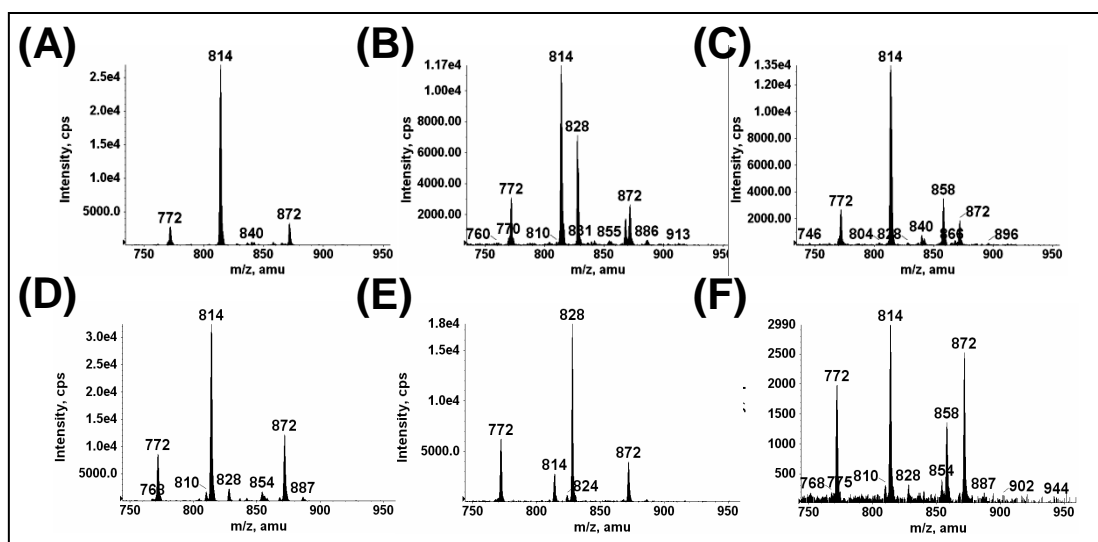 (A)
814
2.5e4
2.0e4
1.5e4
1.0e4
5000.0
Intensity, cps
772
840
872
750 800 850 900 950
m/z, amu
(B)
814
1.17e4
1.00e4
8000.00
6000.00
4000.00
2000.00
Intensity, cps
828
772
872
760
770
810
831
855
886
913
750 800 850 900 950
m/z, amu
(C)
814
1.35e4
1.20e4
1.00e4
8000.00
6000.00
4000.00
2000.00
Intensity, cps
858
772
872
840
746
804
828
866
896
750 800 850 900 950
m/z, amu
(D)
814
3.0e4
2.5e4
2.0e4
1.5e4
1.0e4
5000.0
Intensity, cps
872
772
768
810
828
854
887
750 800 850 900 950
m/z, amu
(E)
828
1.8e4
1.5e4
1.0e4
5000.0
Intensity, cps
772
814
824
872
750 800 850 900 950
m/z, amu
(F)
814
2990
2500
2000
1500
1000
500
872
772
858
768
775
810
828
854
887
902
944
750 800 850 900 950
m/z, amu